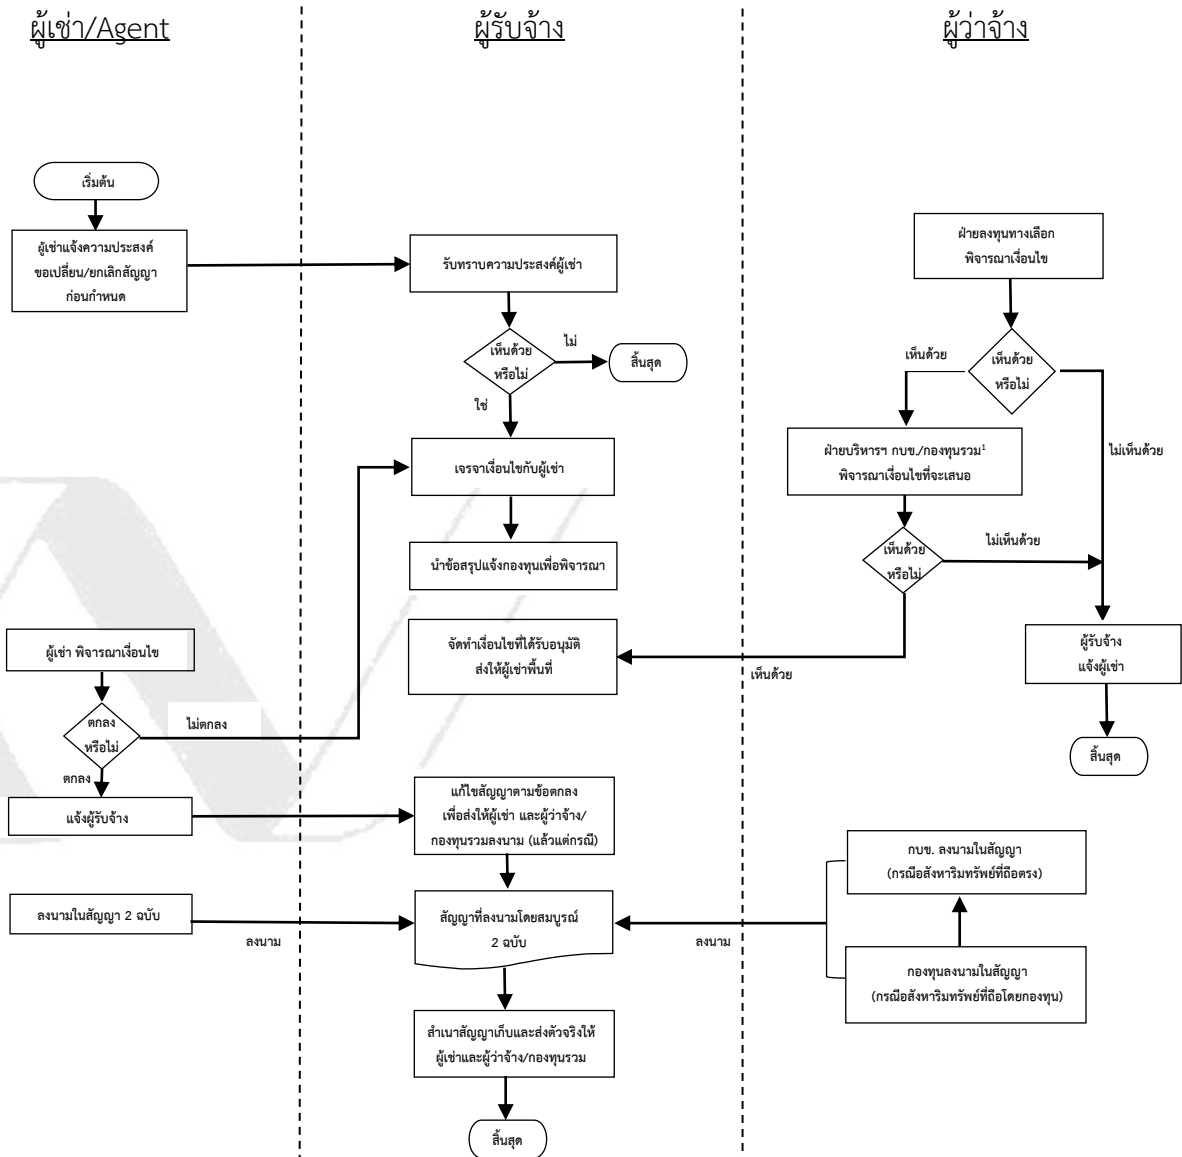 ผู้เช่า/Agent
ผู้รับจ้าง
ผู้ว่าจ้าง
เริ่มต้น
ผู้เช่าแจ้งความประสงค์
ขอเปลี่ยน/ยกเลิกสัญญา
ก่อนกำหนด
รับทราบความประสงค์ผู้เช่า
ฝ่ายลงทุนทางเลือก
พิจารณาเงื่อนไข
เห็นด้วย
หรือไม่
ไม่
สิ้นสุด
ใช่
เห็นด้วย
เห็นด้วย
หรือไม่
ไม่เห็นด้วย
เจรจาเงื่อนไขกับผู้เช่า
ฝ่ายบริหารฯ กบข./กองทุนรวม¹
พิจารณาเงื่อนไขที่จะเสนอ
นำข้อสรุปแจ้งกองทุนเพื่อพิจารณา
เห็นด้วย
หรือไม่
ไม่เห็นด้วย
จัดทำเงื่อนไขที่ได้รับอนุมัติ
ส่งให้ผู้เช่าพื้นที่
เห็นด้วย
ผู้รับจ้าง
แจ้งผู้เช่า
สิ้นสุด
ผู้เช่า พิจารณาเงื่อนไข
ตกลง
หรือไม่
ไม่ตกลง
ตกลง
แจ้งผู้รับจ้าง
แก้ไขสัญญาตามข้อตกลง
เพื่อส่งให้ผู้เช่า และผู้ว่าจ้าง/
กองทุนรวมลงนาม (แล้วแต่กรณี)
กบข. ลงนามในสัญญา
(กรณีอสังหาริมทรัพย์ที่ถือตรง)
ลงนามในสัญญา 2 ฉบับ
ลงนาม
สัญญาที่ลงนามโดยสมบูรณ์
2 ฉบับ
ลงนาม
กองทุนลงนามในสัญญา
(กรณีอสังหาริมทรัพย์ที่ถือโดยกองทุน)
สำเนาสัญญาเก็บและส่งตัวจริงให้
ผู้เช่าและผู้ว่าจ้าง/กองทุนรวม
สิ้นสุด